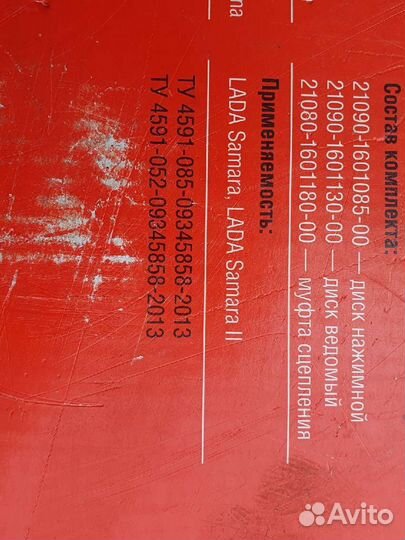 Состав комплекта:
21090-1601085-00 — диск нажимной
21090-1601130-00 — диск ведомый
21080-1601180-00 — муфта сцепления
Применяемость:
LADA Samara, LADA Samara II
ТУ 4591-085-09345858-2013
ТУ 4591-052-09345858-2013
Avito